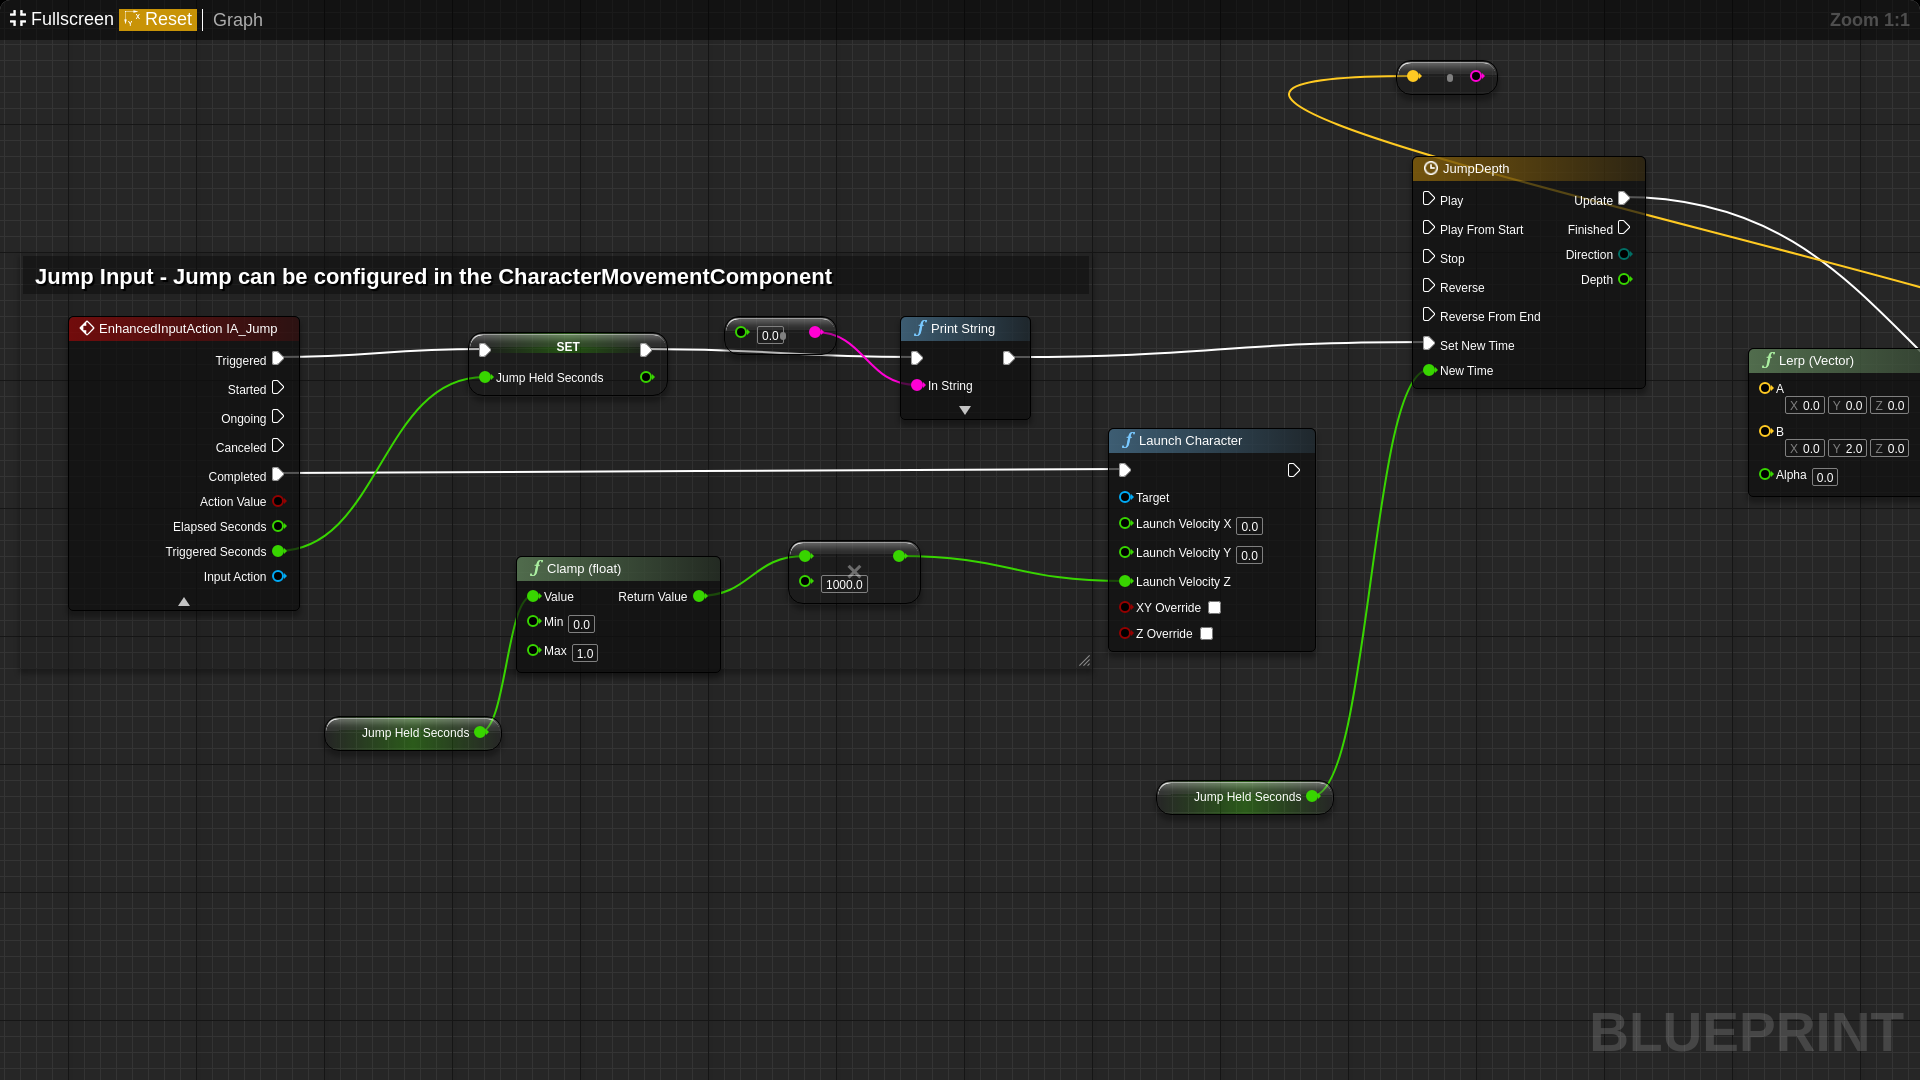 Fullscreen Reset Graph
Zoom 1:1
Jump Input - Jump can be configured in the CharacterMovementComponent
EnhancedInputAction IA_Jump
Triggered
Started
Ongoing
Canceled
Completed
Action Value
Elapsed Seconds
Triggered Seconds
Input Action
SET
Jump Held Seconds
0.0
Print String
In String
Clamp (float)
Value Return Value
Min 0.0
Max 1.0
1000.0
Jump Held Seconds
Launch Character
Target
Launch Velocity X 0.0
Launch Velocity Y 0.0
Launch Velocity Z
XY Override
Z Override
Jump Held Seconds
JumpDepth
Play Update
Play From Start Finished
Stop Direction
Reverse Depth
Reverse From End
Set New Time
New Time
Lerp (Vector)
A
X 0.0 Y 0.0 Z 0.0
B
X 0.0 Y 2.0 Z 0.0
Alpha 0.0
BLUEPRINT